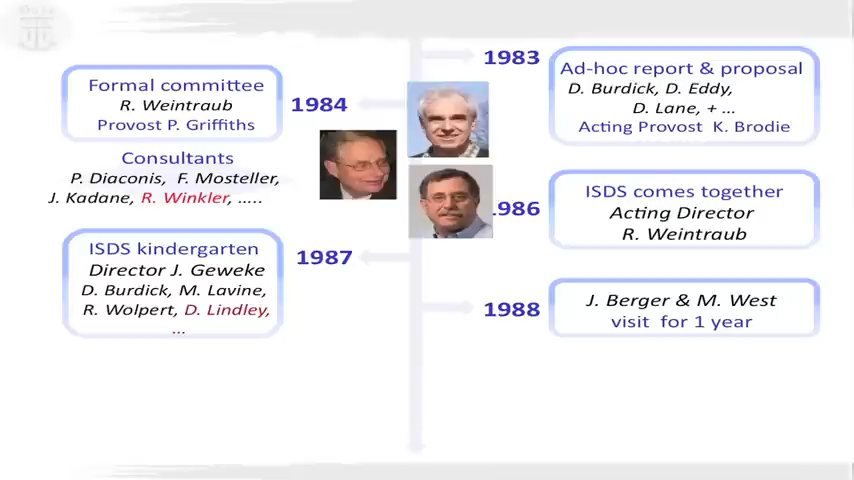 1983
Ad-hoc report & proposal
D. Burdick, D. Eddy,
D. Lane, + ...
Acting Provost K. Brodie
Formal committee
R. Weintraub
Provost P. Griffiths
1984
Consultants
P. Diaconis, F. Mosteller,
J. Kadane, R. Winkler, .....
1986
ISDS comes together
Acting Director
R. Weintraub
ISDS kindergarten
Director J. Geweke
D. Burdick, M. Lavine,
R. Wolpert, D. Lindley,
...
1987
1988
J. Berger & M. West
visit for 1 year